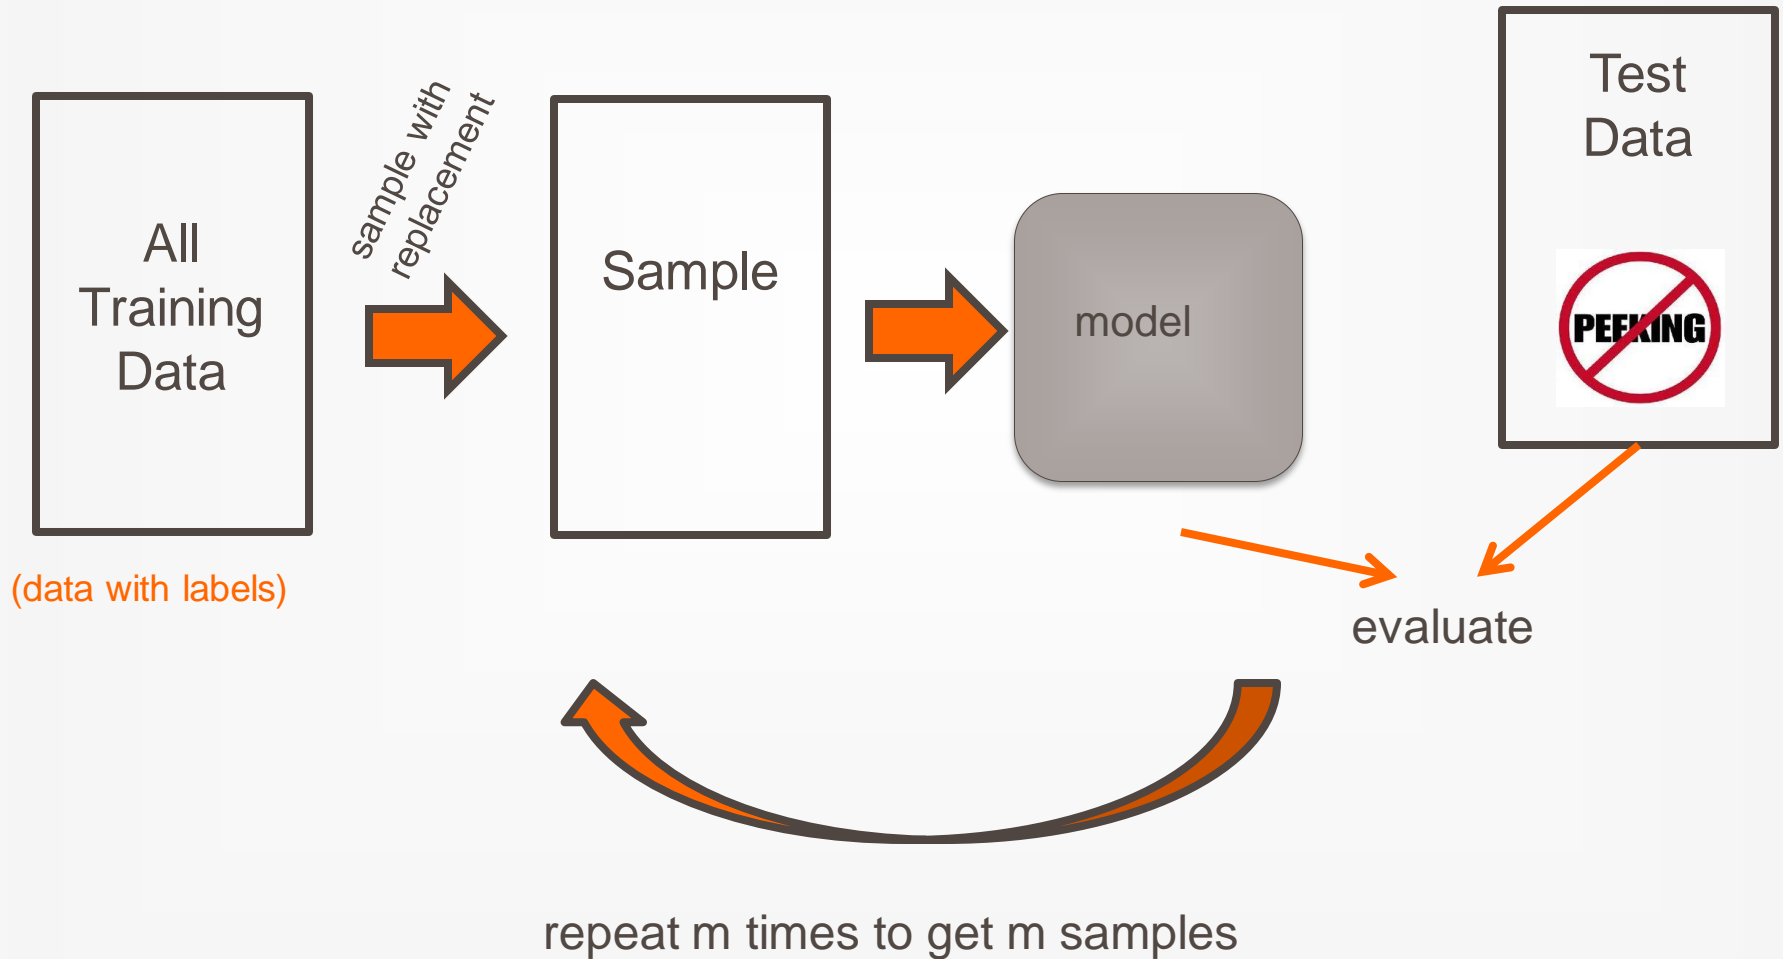 All
Training
Data
(data with labels)
sample with
replacement
Sample
model
Test
Data
PEEKING
evaluate
repeat m times to get m samples